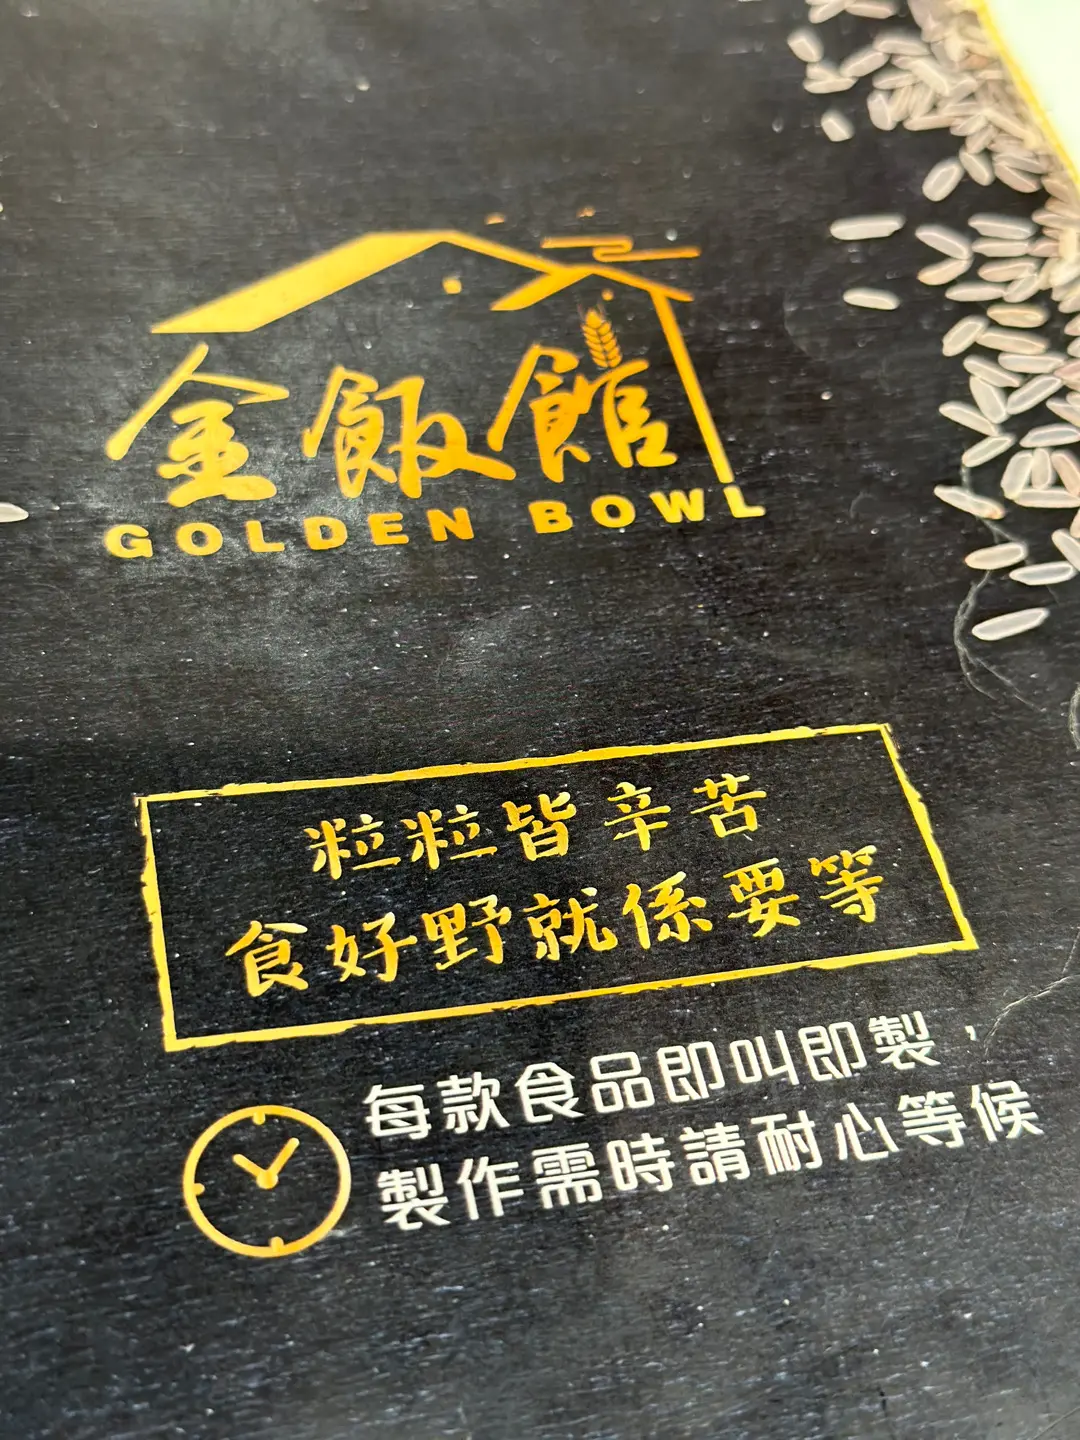 金飯館
GOLDEN BOWL
粒粒皆辛苦
食好野就係要等
每款食品即叫即製，
製作需時請耐心等候